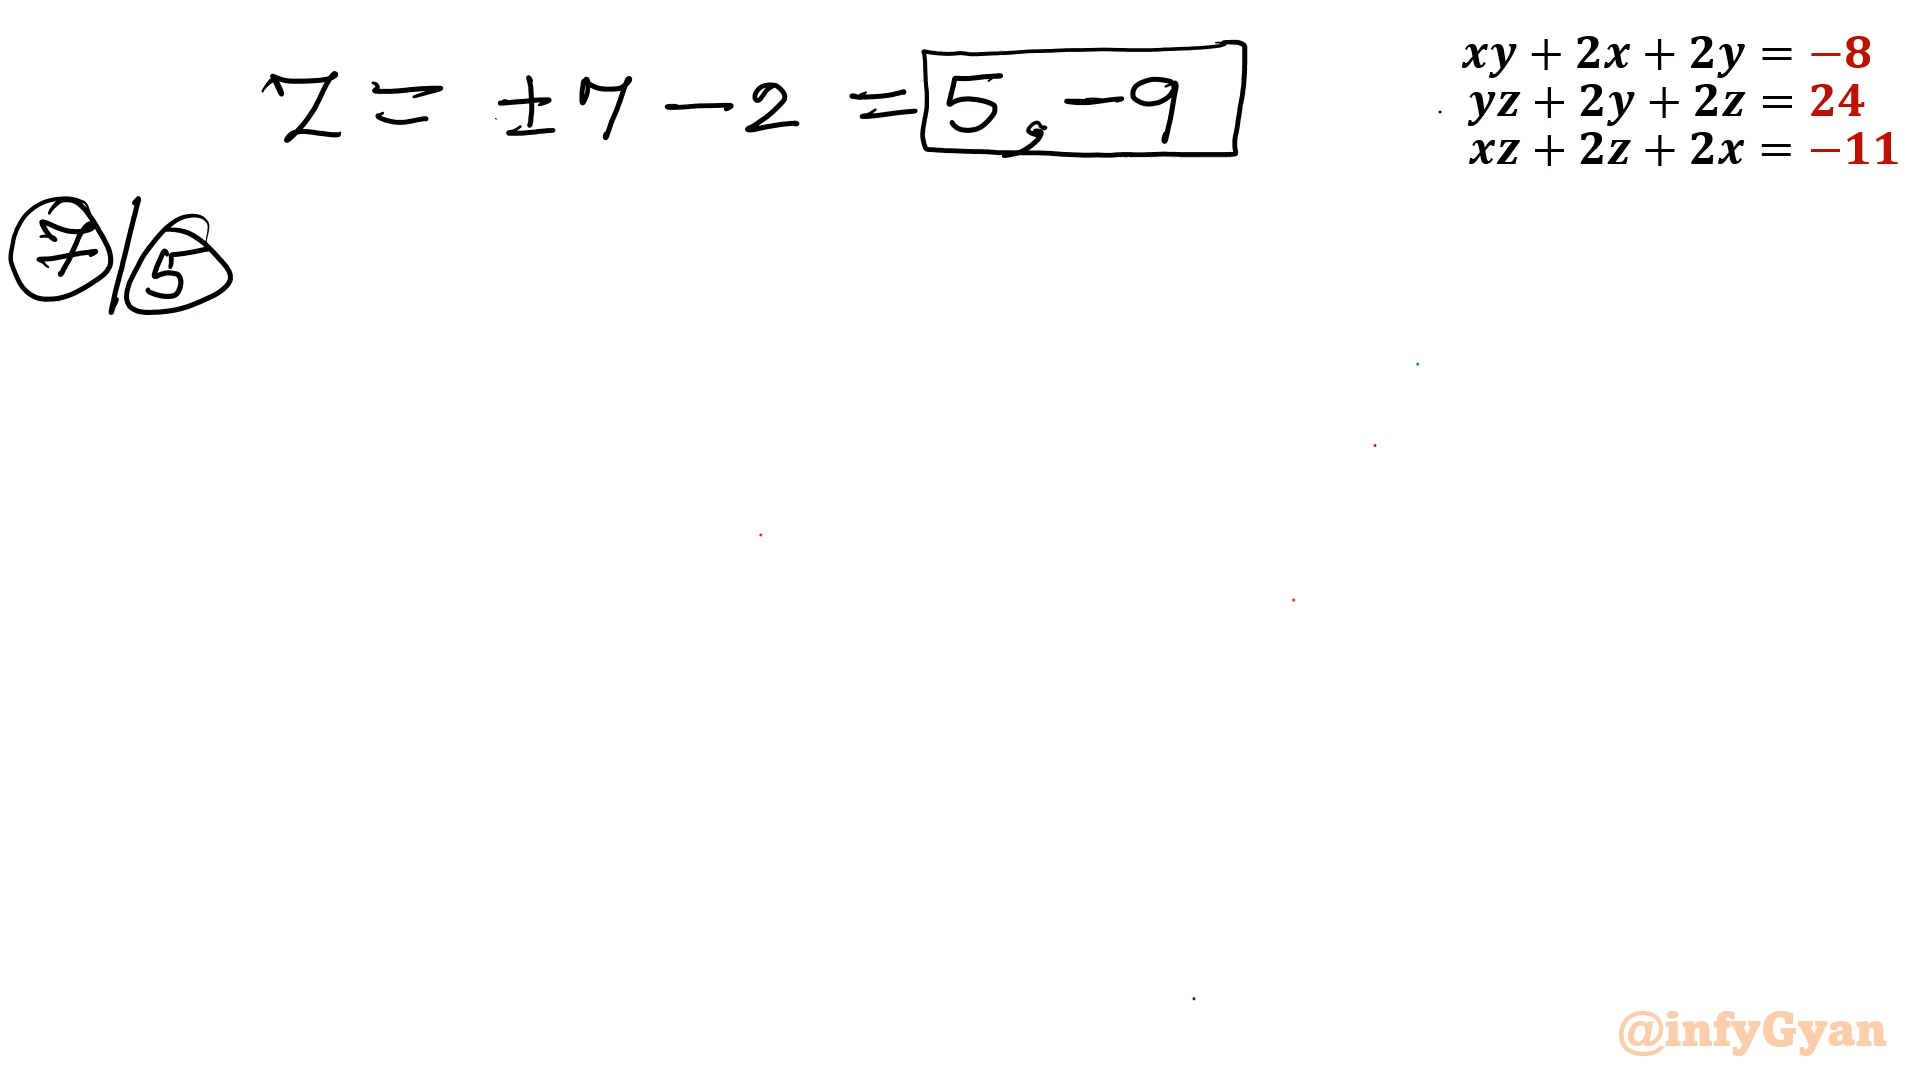 z = ±7 − 2 = 5, −9
xy + 2x + 2y = −8
yz + 2y + 2z = 24
xz + 2z + 2x = −11
7/5
@infyGyan